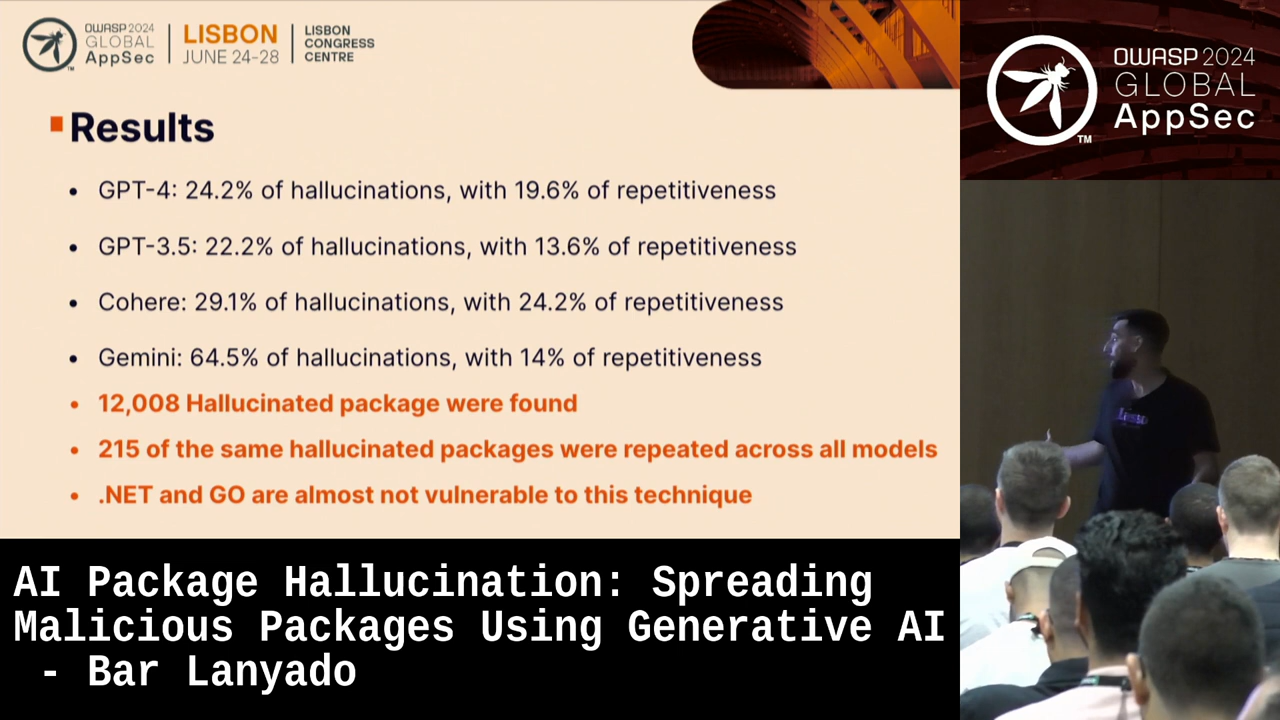 OWASP 2024
GLOBAL
AppSec
TM
LISBON
JUNE 24-28
LISBON
CONGRESS
CENTRE
OWASP 2024
GLOBAL
AppSec
TM
Results
• GPT-4: 24.2% of hallucinations, with 19.6% of repetitiveness
• GPT-3.5: 22.2% of hallucinations, with 13.6% of repetitiveness
• Cohere: 29.1% of hallucinations, with 24.2% of repetitiveness
• Gemini: 64.5% of hallucinations, with 14% of repetitiveness
• 12,008 Hallucinated package were found
• 215 of the same hallucinated packages were repeated across all models
• .NET and GO are almost not vulnerable to this technique
AI Package Hallucination: Spreading
Malicious Packages Using Generative AI
- Bar Lanyado